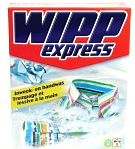 WIPP
express
inweek- en handwas
Trempage et
lessive à la main